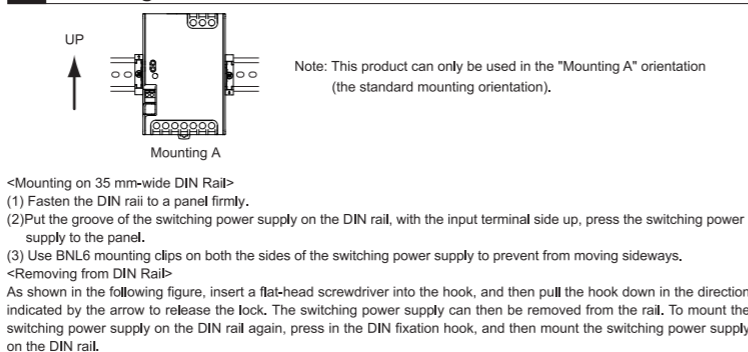 UP
Note: This product can only be used in the "Mounting A" orientation
(the standard mounting orientation).
Mounting A
<Mounting on 35 mm-wide DIN Rail>
(1) Fasten the DIN raii to a panel firmly.
(2)Put the groove of the switching power supply on the DIN rail, with the input terminal side up, press the switching power
supply to the panel.
(3) Use BNL6 mounting clips on both the sides of the switching power supply to prevent from moving sideways.
<Removing from DIN Rail>
As shown in the following figure, insert a flat-head screwdriver into the hook, and then pull the hook down in the direction
indicated by the arrow to release the lock. The switching power supply can then be removed from the rail. To mount the
switching power supply on the DIN rail again, press in the DIN fixation hook, and then mount the switching power supply
on the DIN rail.